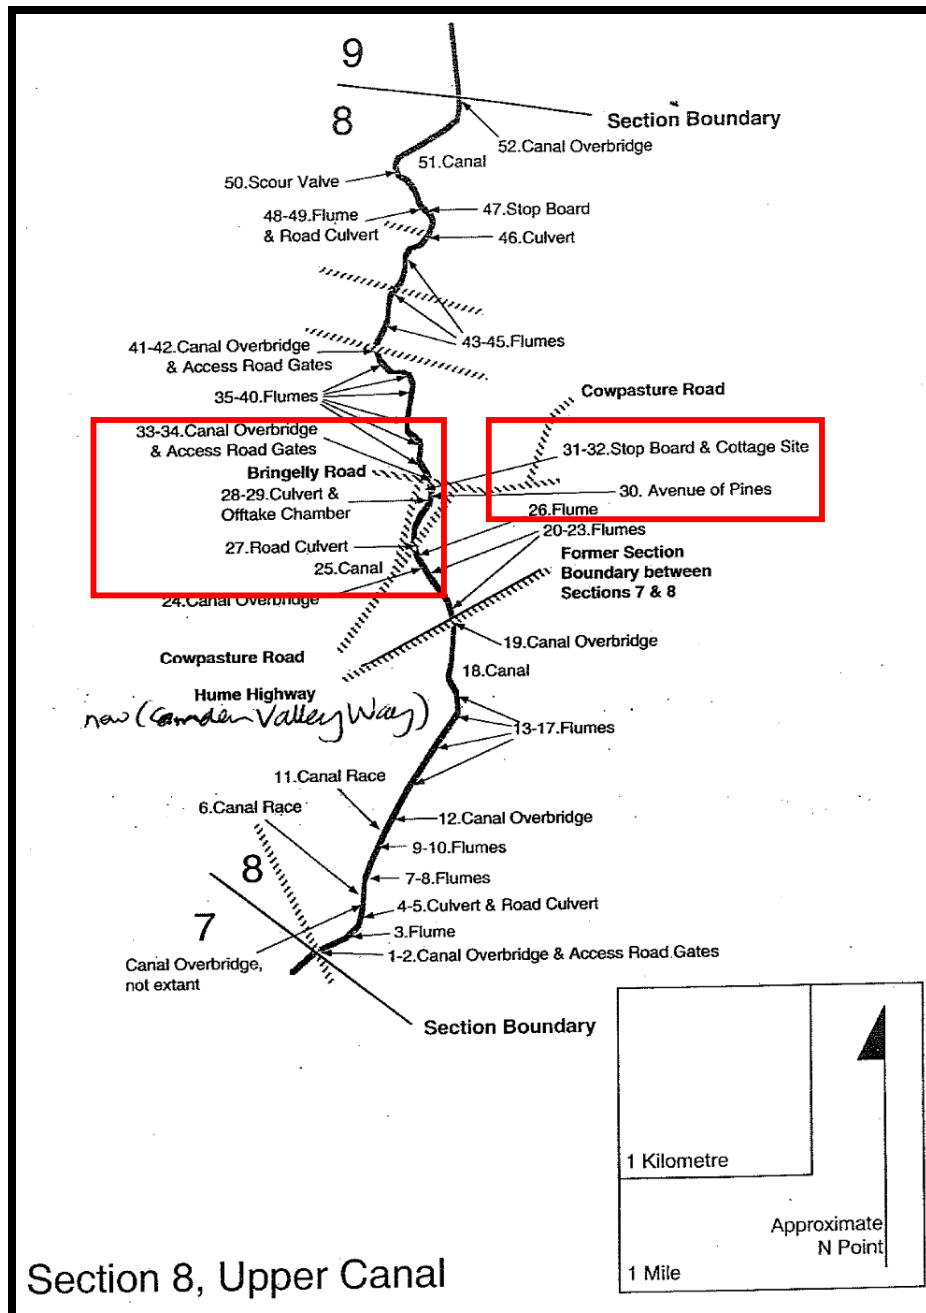 9
8
Section Boundary
52.Canal Overbridge
51.Canal
50.Scour Valve
48-49.Flume
& Road Culvert
47.Stop Board
46.Culvert
43-45.Flumes
41-42.Canal Overbridge
& Access Road Gates
35-40.Flumes
Cowpasture Road
33-34.Canal Overbridge
& Access Road Gates
31-32.Stop Board & Cottage Site
Bringelly Road
30. Avenue of Pines
28-29.Culvert &
Offtake Chamber
26.Flume
20-23.Flumes
27.Road Culvert
25.Canal
Former Section
Boundary between
Sections 7 & 8
24.Canal Overbridge
19.Canal Overbridge
Cowpasture Road
18.Canal
Hume Highway
now (Camden Valley Way)
13-17.Flumes
11.Canal Race
6.Canal Race
12.Canal Overbridge
9-10.Flumes
8
7-8.Flumes
7
4-5.Culvert & Road Culvert
3.Flume
1-2.Canal Overbridge & Access Road Gates
Canal Overbridge,
not extant
Section Boundary
1 Kilometre
Approximate
N Point
1 Mile
Section 8, Upper Canal